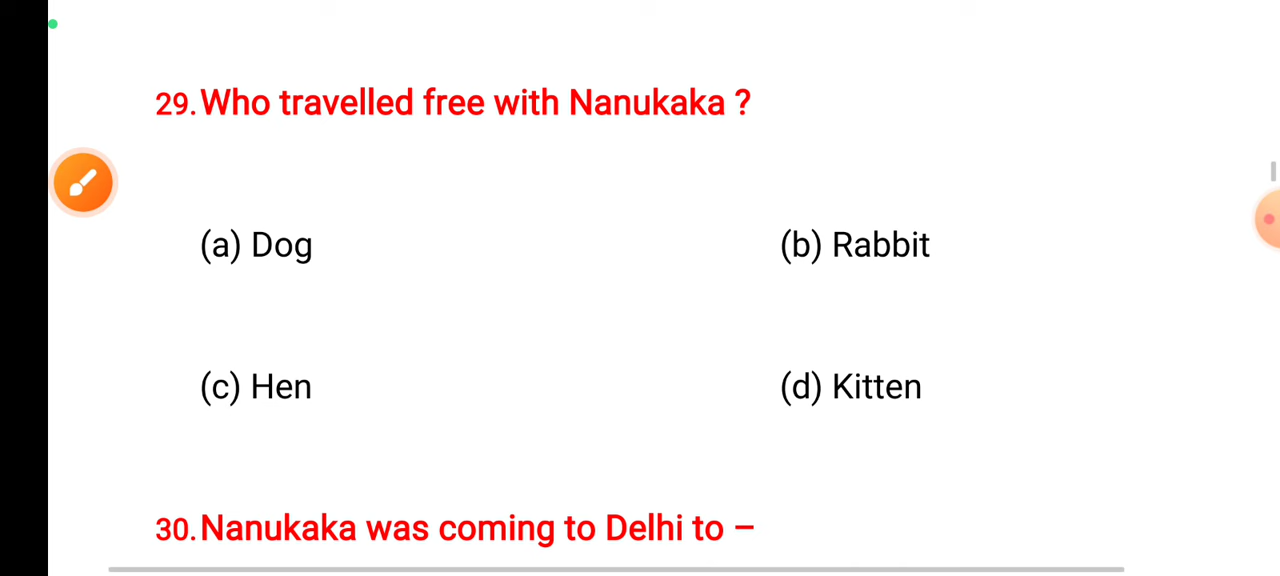 29. Who travelled free with Nanukaka ?
(a) Dog (b) Rabbit
(c) Hen (d) Kitten
30. Nanukaka was coming to Delhi to –